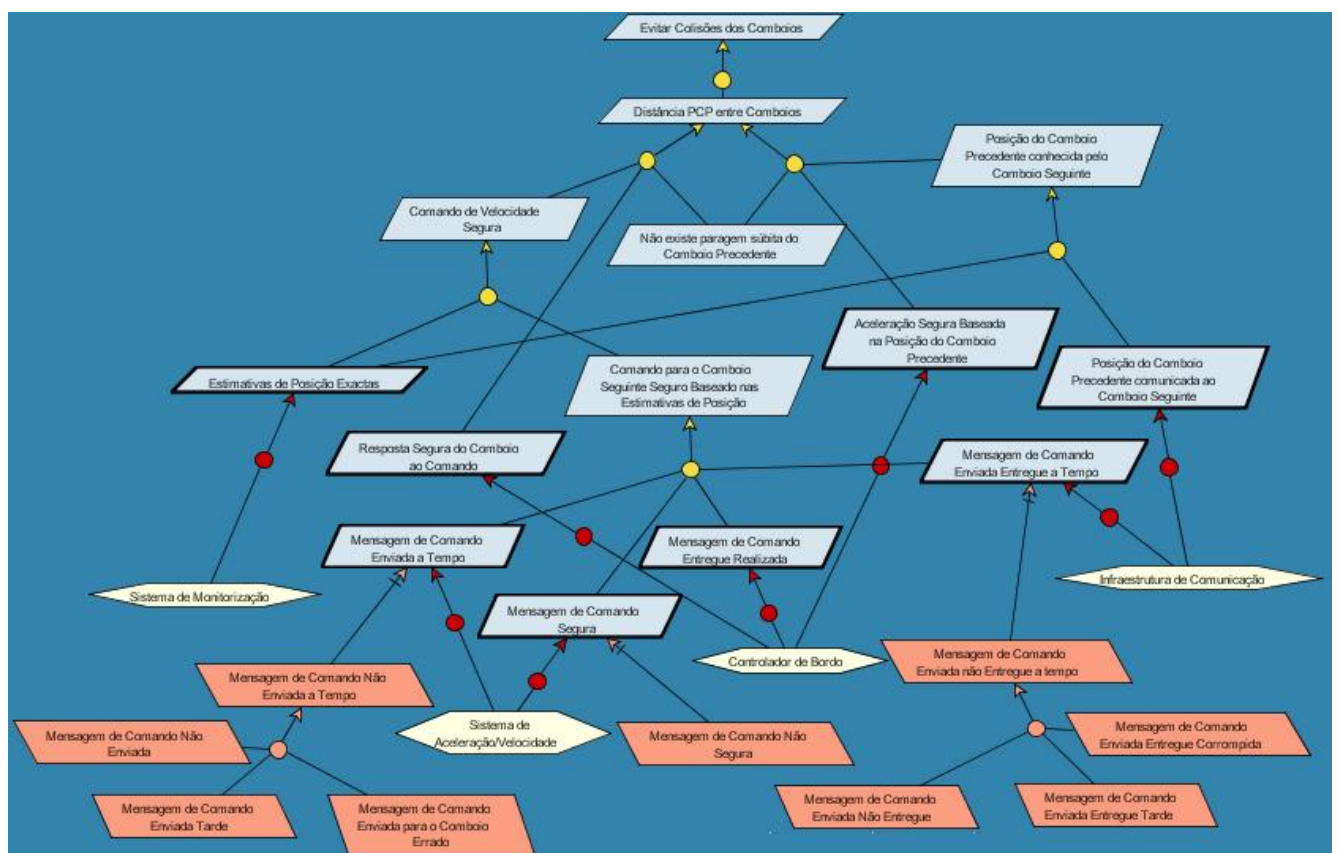 Evitar Colisões dos Comboios
Distância PCP entre Comboios
Posição do Comboio
Precedente conhecida pelo
Comboio Seguinte
Comando de Velocidade
Segura
Não existe paragem súbita do
Comboio Precedente
Aceleração Segura Baseada
na Posição do Comboio
Precedente
Estimativas de Posição Exactas
Comando para o Comboio
Seguinte Seguro Baseado nas
Estimativas de Posição
Posição do Comboio
Precedente comunicada ao
Comboio Seguinte
Resposta Segura do Comboio
ao Comando
Mensagem de Comando
Enviada Entregue a Tempo
Mensagem de Comando
Enviada a Tempo
Mensagem de Comando
Entregue Realizada
Sistema de Monitorização
Infraestrutura de Comunicação
Mensagem de Comando
Segura
Controlador de Bordo
Mensagem de Comando Não
Enviada a Tempo
Mensagem de Comando
Enviada não Entregue a tempo
Mensagem de Comando Não
Enviada
Sistema de
Aceleração/Velocidade
Mensagem de Comando Não
Segura
Mensagem de Comando
Enviada Entregue Corrompida
Mensagem de Comando
Enviada Tarde
Mensagem de Comando
Enviada para o Comboio
Errado
Mensagem de Comando
Enviada Não Entregue
Mensagem de Comando
Enviada Entregue Tarde